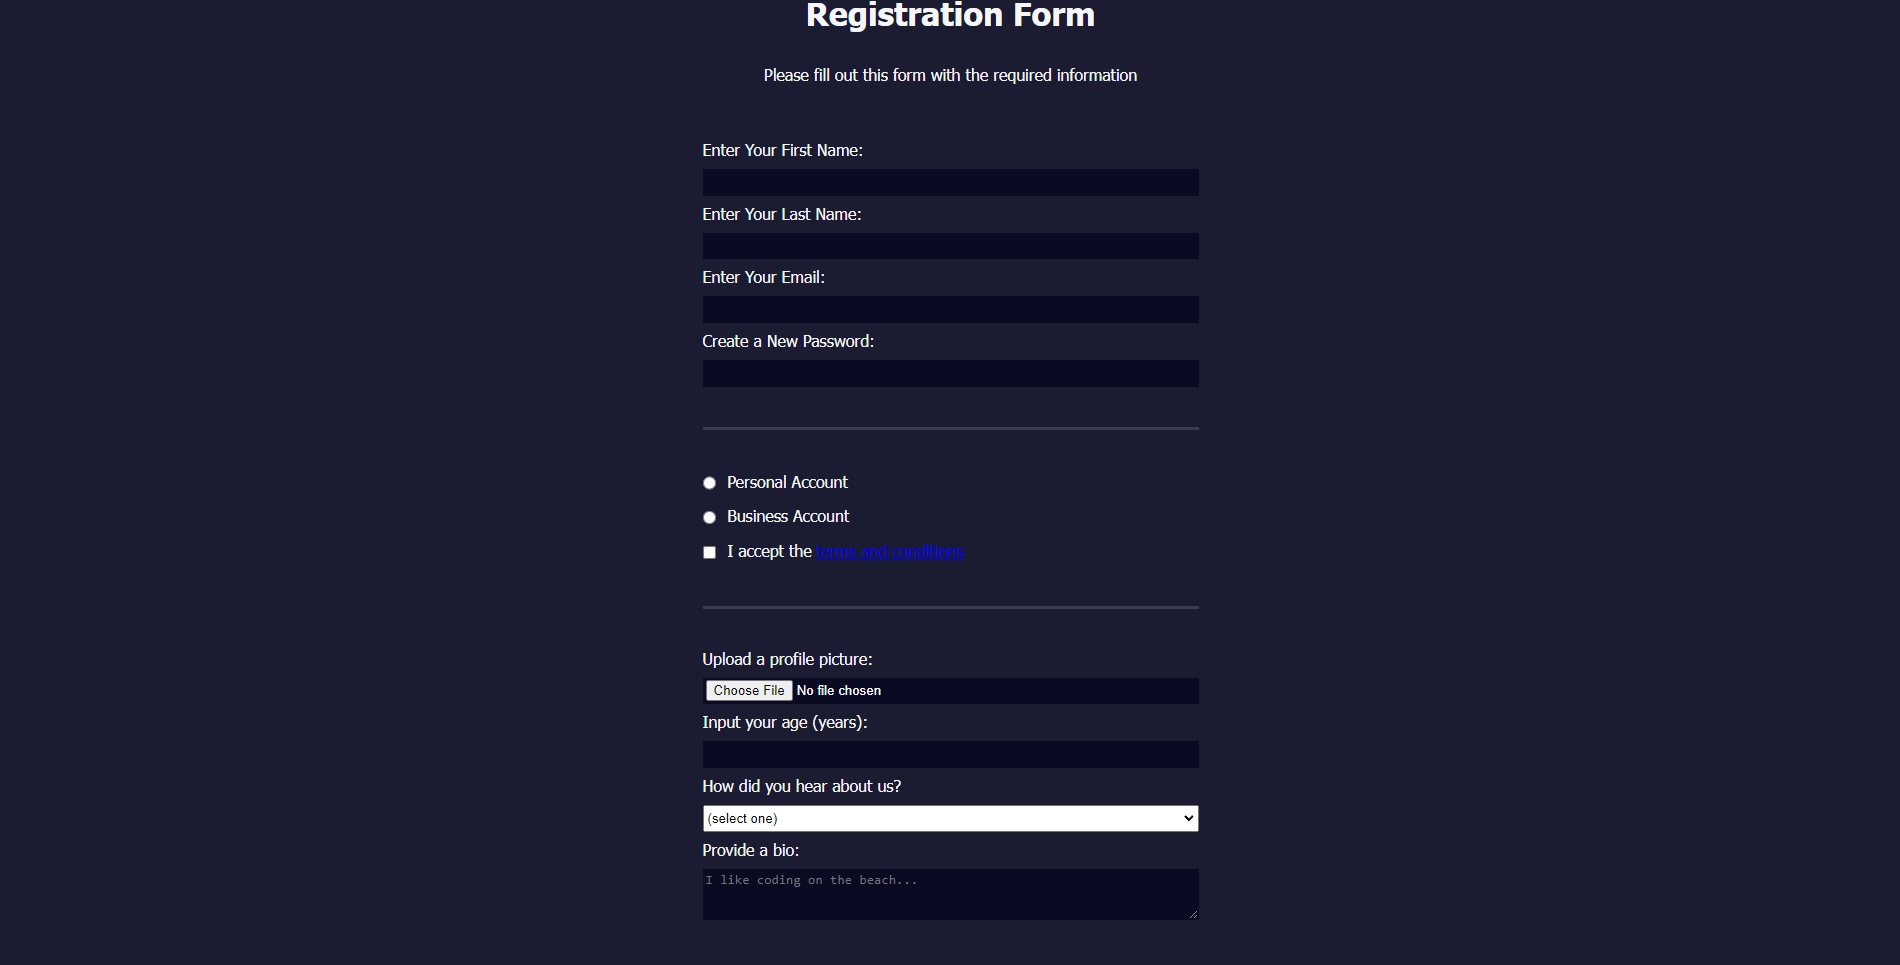 Registration Form
Please fill out this form with the required information
Enter Your First Name:
Enter Your Last Name:
Enter Your Email:
Create a New Password:
Personal Account
Business Account
I accept the terms and conditions
Upload a profile picture:
Choose File No file chosen
Input your age (years):
How did you hear about us?
(select one)
Provide a bio:
I like coding on the beach...